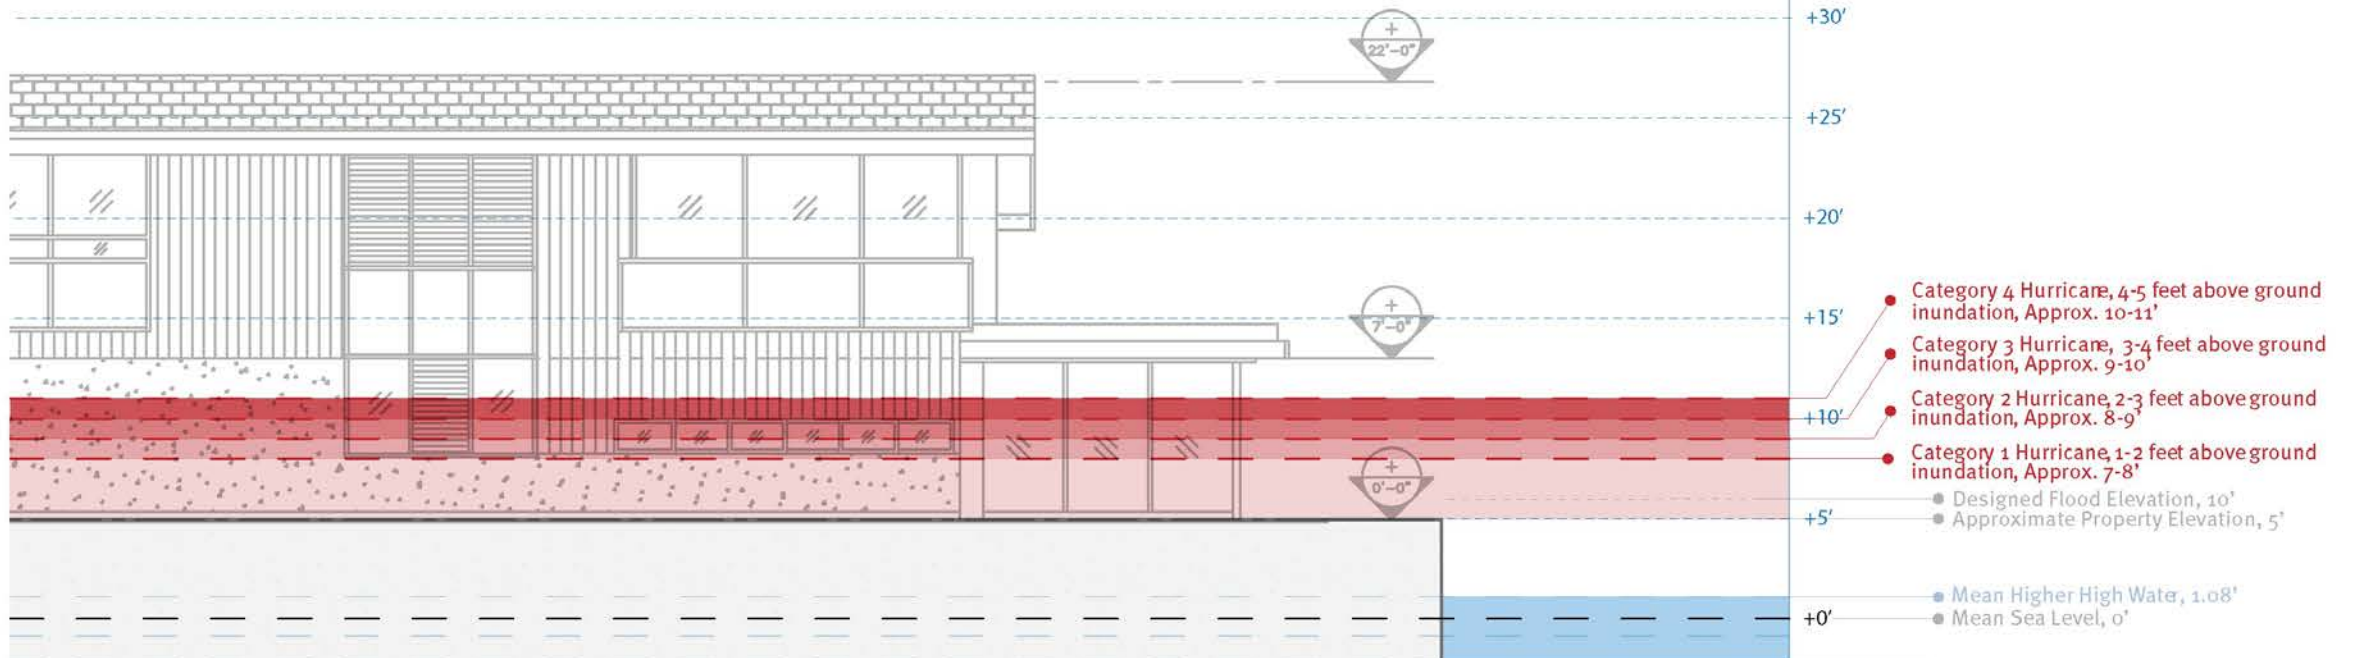 +30'
+
22'-0"
+25'
+20'
Category 4 Hurricane, 4-5 feet above ground
inundation, Approx. 10-11'
+
7'-0"
+15'
Category 3 Hurricane, 3-4 feet above ground
inundation, Approx. 9-10'
Category 2 Hurricane, 2-3 feet above ground
inundation, Approx. 8-9'
+10'
Category 1 Hurricane, 1-2 feet above ground
inundation, Approx. 7-8'
+
0'-0"
Designed Flood Elevation, 10'
+5'
Approximate Property Elevation, 5'
Mean Higher High Water, 1.08'
+0'
Mean Sea Level, 0'